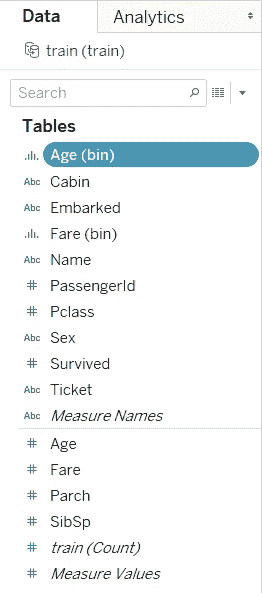 Data Analytics
train (train)
Search
Tables
Age (bin)
Abc Cabin
Abc Embarked
Fare (bin)
Abc Name
# PassengerId
# Pclass
Abc Sex
# Survived
Abc Ticket
Abc Measure Names
# Age
# Fare
# Parch
# SibSp
# train (Count)
# Measure Values